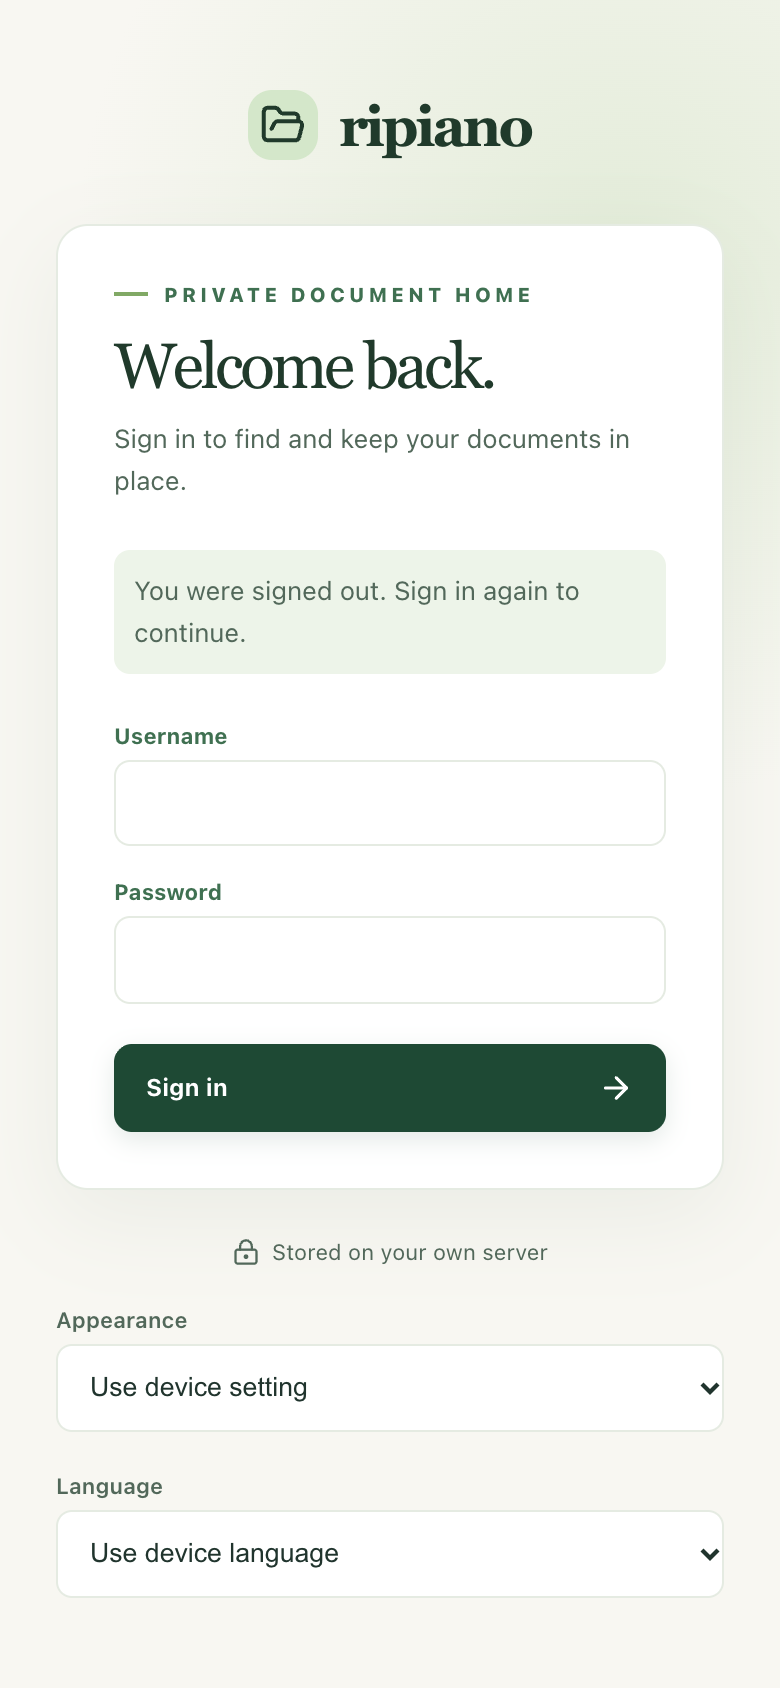 ripiano
PRIVATE DOCUMENT HOME
Welcome back.
Sign in to find and keep your documents in
place.
You were signed out. Sign in again to
continue.
Username
Password
Sign in
Stored on your own server
Appearance
Use device setting
Language
Use device language